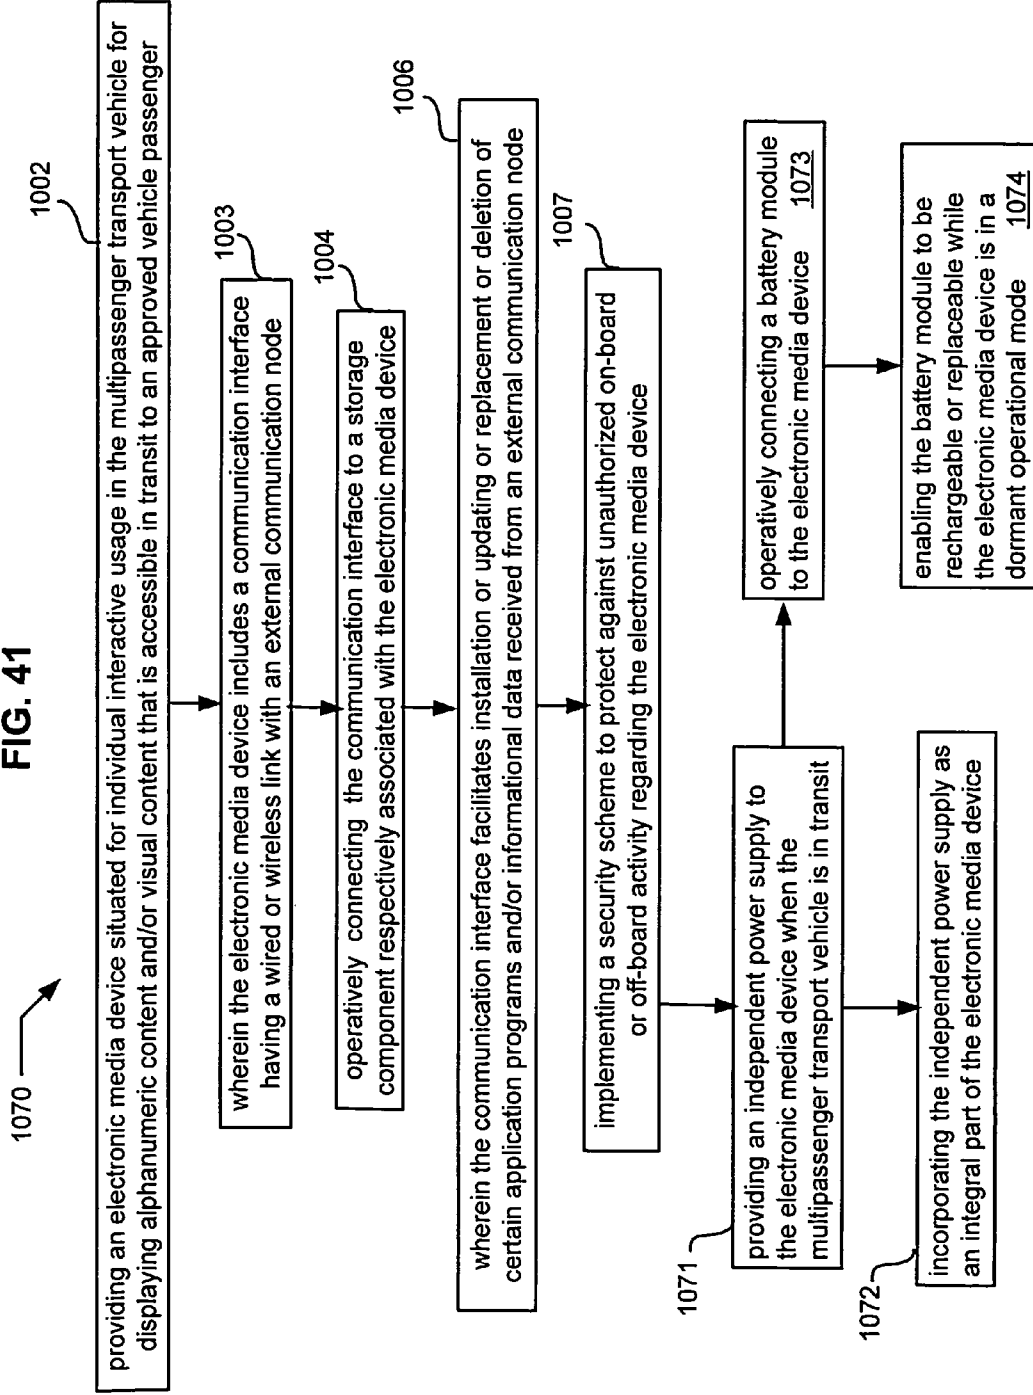 FIG. 41
1070
1002
providing an electronic media device situated for individual interactive usage in the multipassenger transport vehicle for
displaying alphanumeric content and/or visual content that is accessible in transit to an approved vehicle passenger
1003
wherein the electronic media device includes a communication interface
having a wired or wireless link with an external communication node
1004
operatively connecting the communication interface to a storage
component respectively associated with the electronic media device
1006
wherein the communication interface facilitates installation or updating or replacement or deletion of
certain application programs and/or informational data received from an external communication node
1007
implementing a security scheme to protect against unauthorized on-board
or off-board activity regarding the electronic media device
1071
providing an independent power supply to
the electronic media device when the
multipassenger transport vehicle is in transit
1072
incorporating the independent power supply as
an integral part of the electronic media device
operatively connecting a battery module
to the electronic media device 1073
enabling the battery module to be
rechargeable or replaceable while
the electronic media device is in a
dormant operational mode 1074